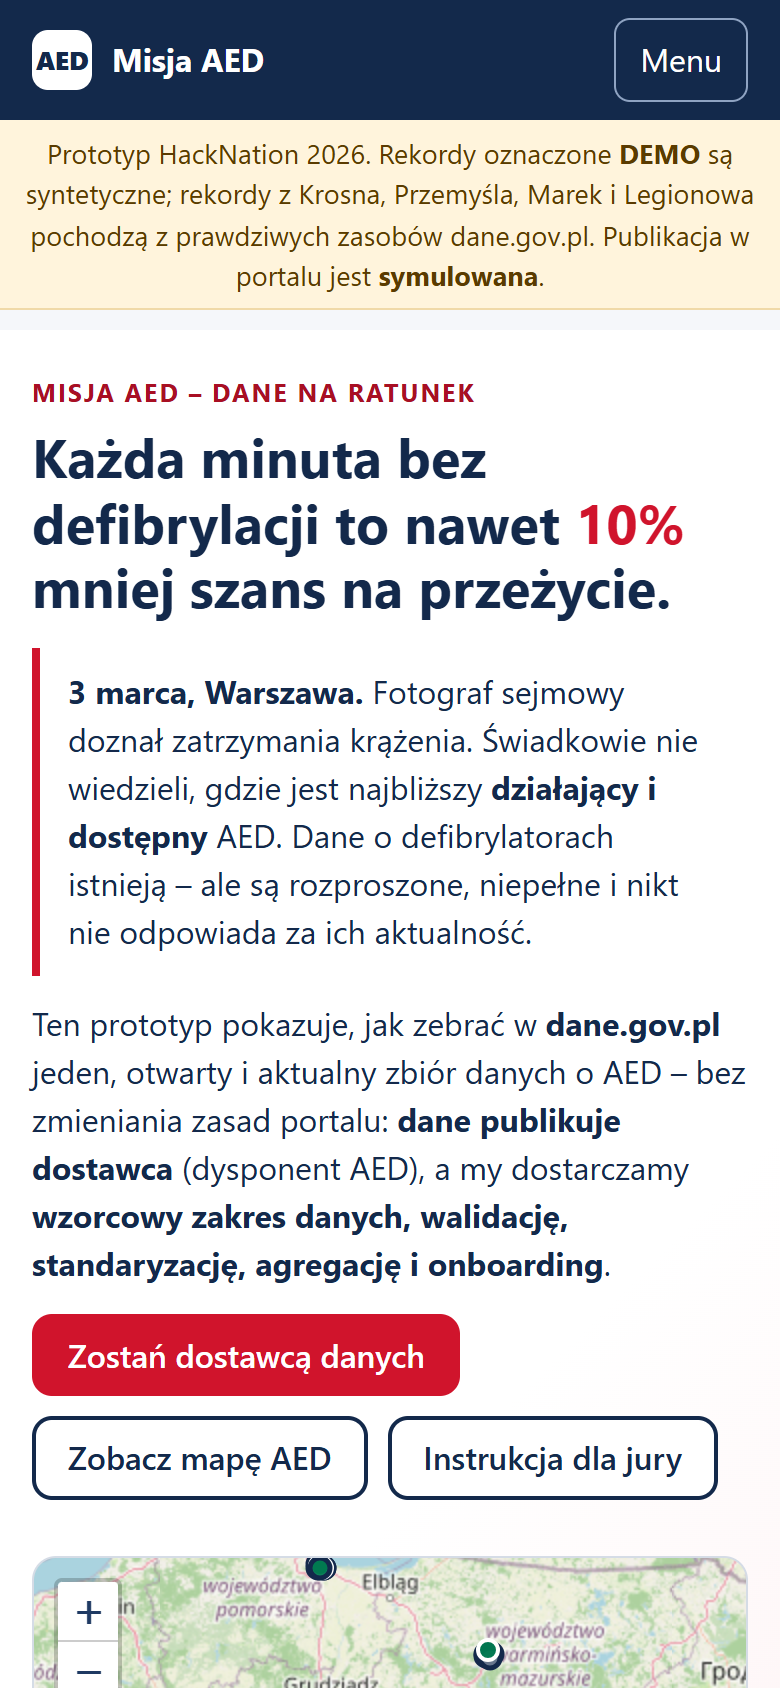 AED Misja AED
Menu
Prototyp HackNation 2026. Rekordy oznaczone DEMO są
syntetyczne; rekordy z Krosna, Przemyśla, Marek i Legionowa
pochodzą z prawdziwych zasobów dane.gov.pl. Publikacja w
portalu jest symulowana.
MISJA AED – DANE NA RATUNEK
Każda minuta bez
defibrylacji to nawet 10%
mniej szans na przeżycie.
3 marca, Warszawa. Fotograf sejmowy
doznał zatrzymania krążenia. Świadkowie nie
wiedzieli, gdzie jest najbliższy działający i
dostępny AED. Dane o defibrylatorach
istnieją – ale są rozproszone, niepełne i nikt
nie odpowiada za ich aktualność.
Ten prototyp pokazuje, jak zebrać w dane.gov.pl
jeden, otwarty i aktualny zbiór danych o AED – bez
zmieniania zasad portalu: dane publikuje
dostawca (dysponent AED), a my dostarczamy
wzorcowy zakres danych, walidację,
standaryzację, agregację i onboarding.
Zostań dostawcą danych
Zobacz mapę AED
Instrukcja dla jury
+
−
województwo
pomorskie
Elbląg
województwo
mazurskie
Grudziądz